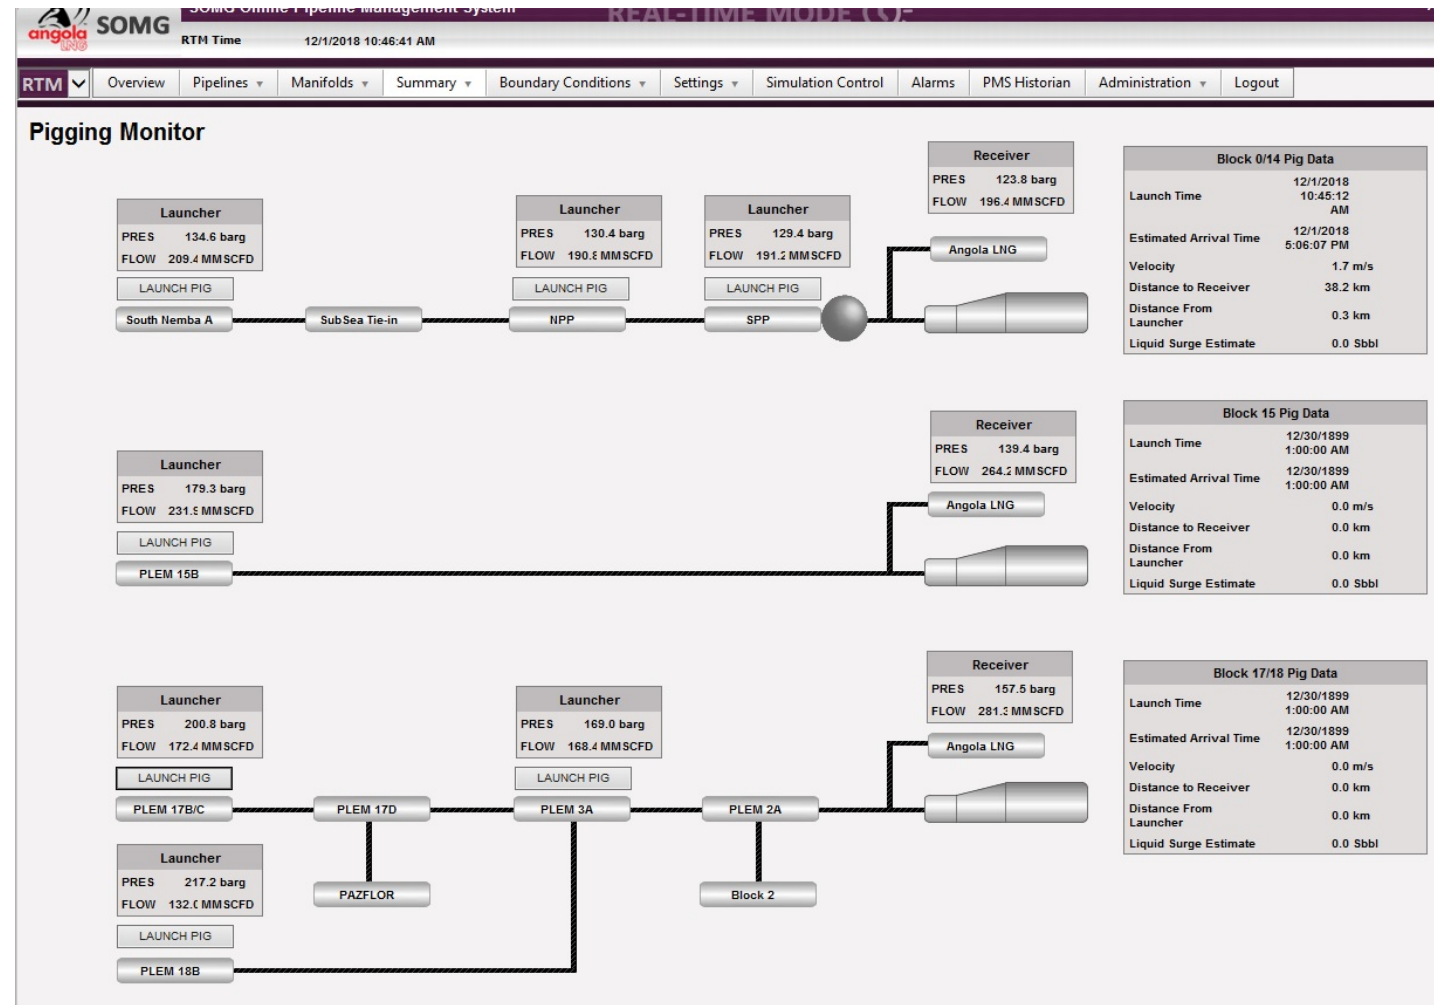 SOMG Online Pipeline Management System
REAL-TIME MODE
angola
LNG
SOMG
RTM Time 12/1/2018 10:46:41 AM
RTM Overview Pipelines Manifolds Summary Boundary Conditions Settings Simulation Control Alarms PMS Historian Administration Logout
Pigging Monitor
Launcher
PRES 134.6 barg
FLOW 209.4 MMSCFD
LAUNCH PIG
South Nemba A
SubSea Tie-in
Launcher
PRES 130.4 barg
FLOW 190.8 MMSCFD
LAUNCH PIG
NPP
Launcher
PRES 129.4 barg
FLOW 191.2 MMSCFD
LAUNCH PIG
SPP
Receiver
PRES 123.8 barg
FLOW 196.4 MMSCFD
Angola LNG
Block 0/14 Pig Data
Launch Time 12/1/2018
10:45:12
AM
Estimated Arrival Time 12/1/2018
5:06:07 PM
Velocity 1.7 m/s
Distance to Receiver 38.2 km
Distance From
Launcher 0.3 km
Liquid Surge Estimate 0.0 Sbbl
Launcher
PRES 179.3 barg
FLOW MMSCFD
LAUNCH PIG
PLEM 15B
Receiver
PRES 139.4 barg
FLOW 264.2 MMSCFD
Angola LNG
Block 15 Pig Data
Launch Time 12/30/1899
1:00:00 AM
Estimated Arrival Time 12/30/1899
1:00:00 AM
Velocity 0.0 m/s
Distance to Receiver 0.0 km
Distance From
Launcher 0.0 km
Liquid Surge Estimate 0.0 Sbbl
Launcher
PRES 200.8 barg
FLOW 172.4 MMSCFD
LAUNCH PIG
PLEM 17B/C
PLEM 17D
PAZFLOR
Launcher
PRES 169.0 barg
FLOW 168.4 MMSCFD
LAUNCH PIG
PLEM 3A
PLEM 2A
Block 2
Receiver
PRES 157.5 barg
FLOW MMSCFD
Angola LNG
Block 17/18 Pig Data
Launch Time 12/30/1899
1:00:00 AM
Estimated Arrival Time 12/30/1899
1:00:00 AM
Velocity 0.0 m/s
Distance to Receiver 0.0 km
Distance From
Launcher 0.0 km
Liquid Surge Estimate 0.0 Sbbl
Launcher
PRES 217.2 barg
FLOW MMSCFD
LAUNCH PIG
PLEM 18B